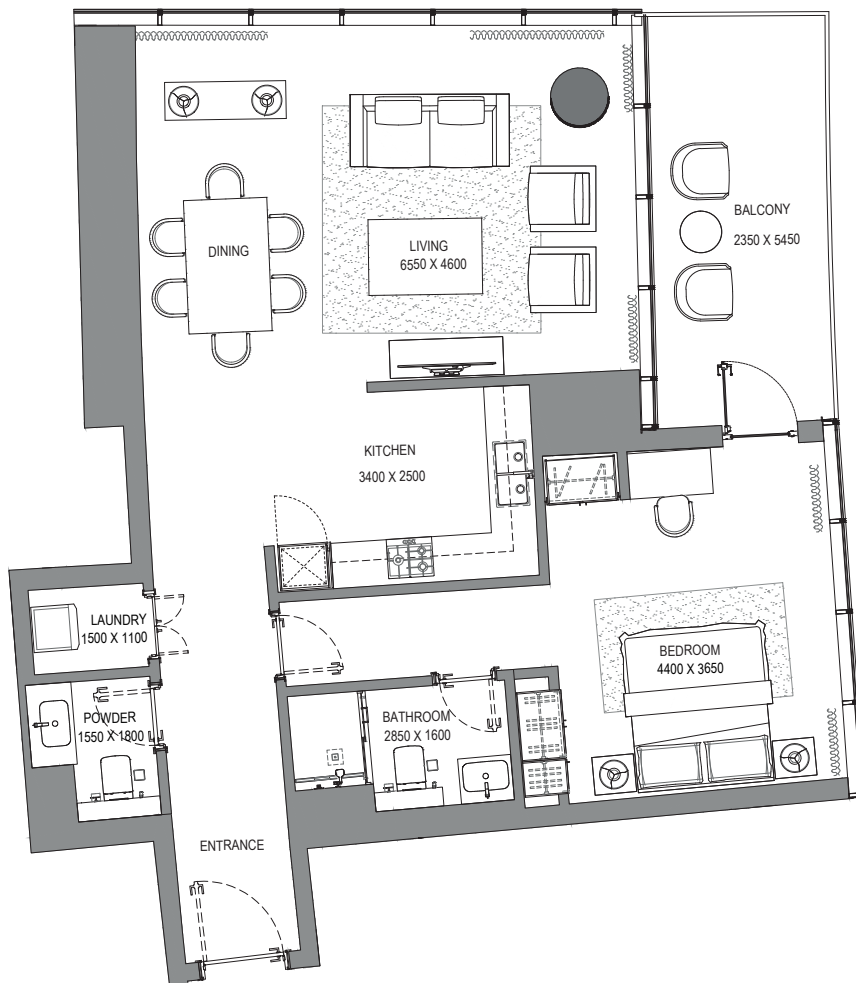 BALCONY
2350 X 5450
DINING
LIVING
6550 X 4600
KITCHEN
3400 X 2500
LAUNDRY
1500 X 1100
BEDROOM
4400 X 3650
POWDER
1550 X 1800
BATHROOM
2850 X 1600
ENTRANCE